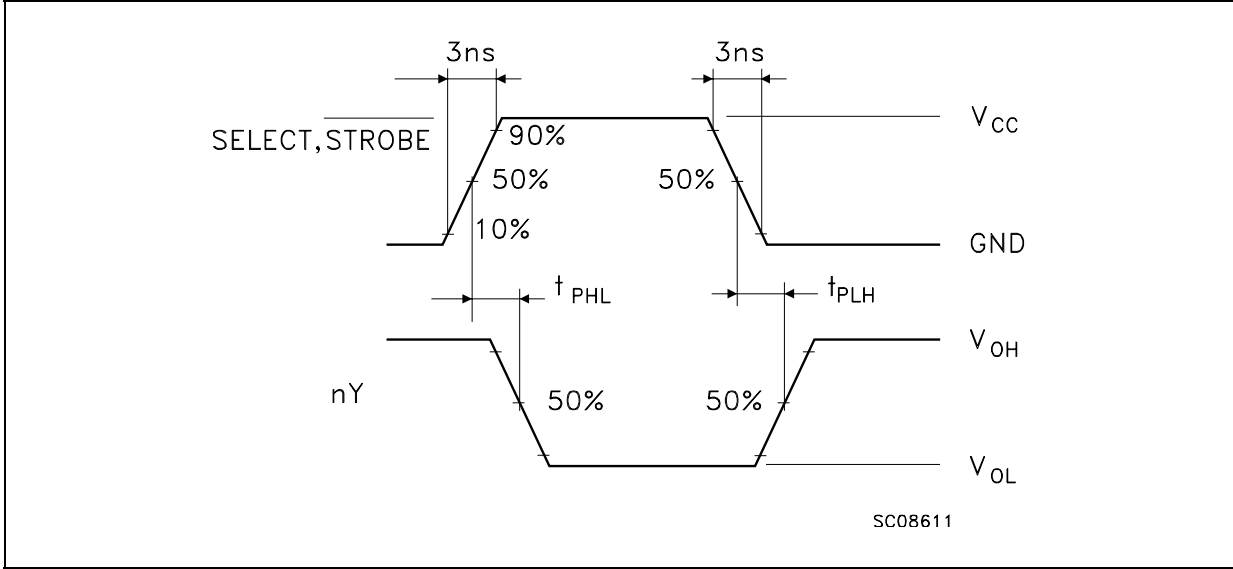 3ns 3ns
SELECT,STROBE 90% VCC
50% 50%
10% GND
tPHL tPLH
VOH
nY 50% 50%
VOL
SC08611